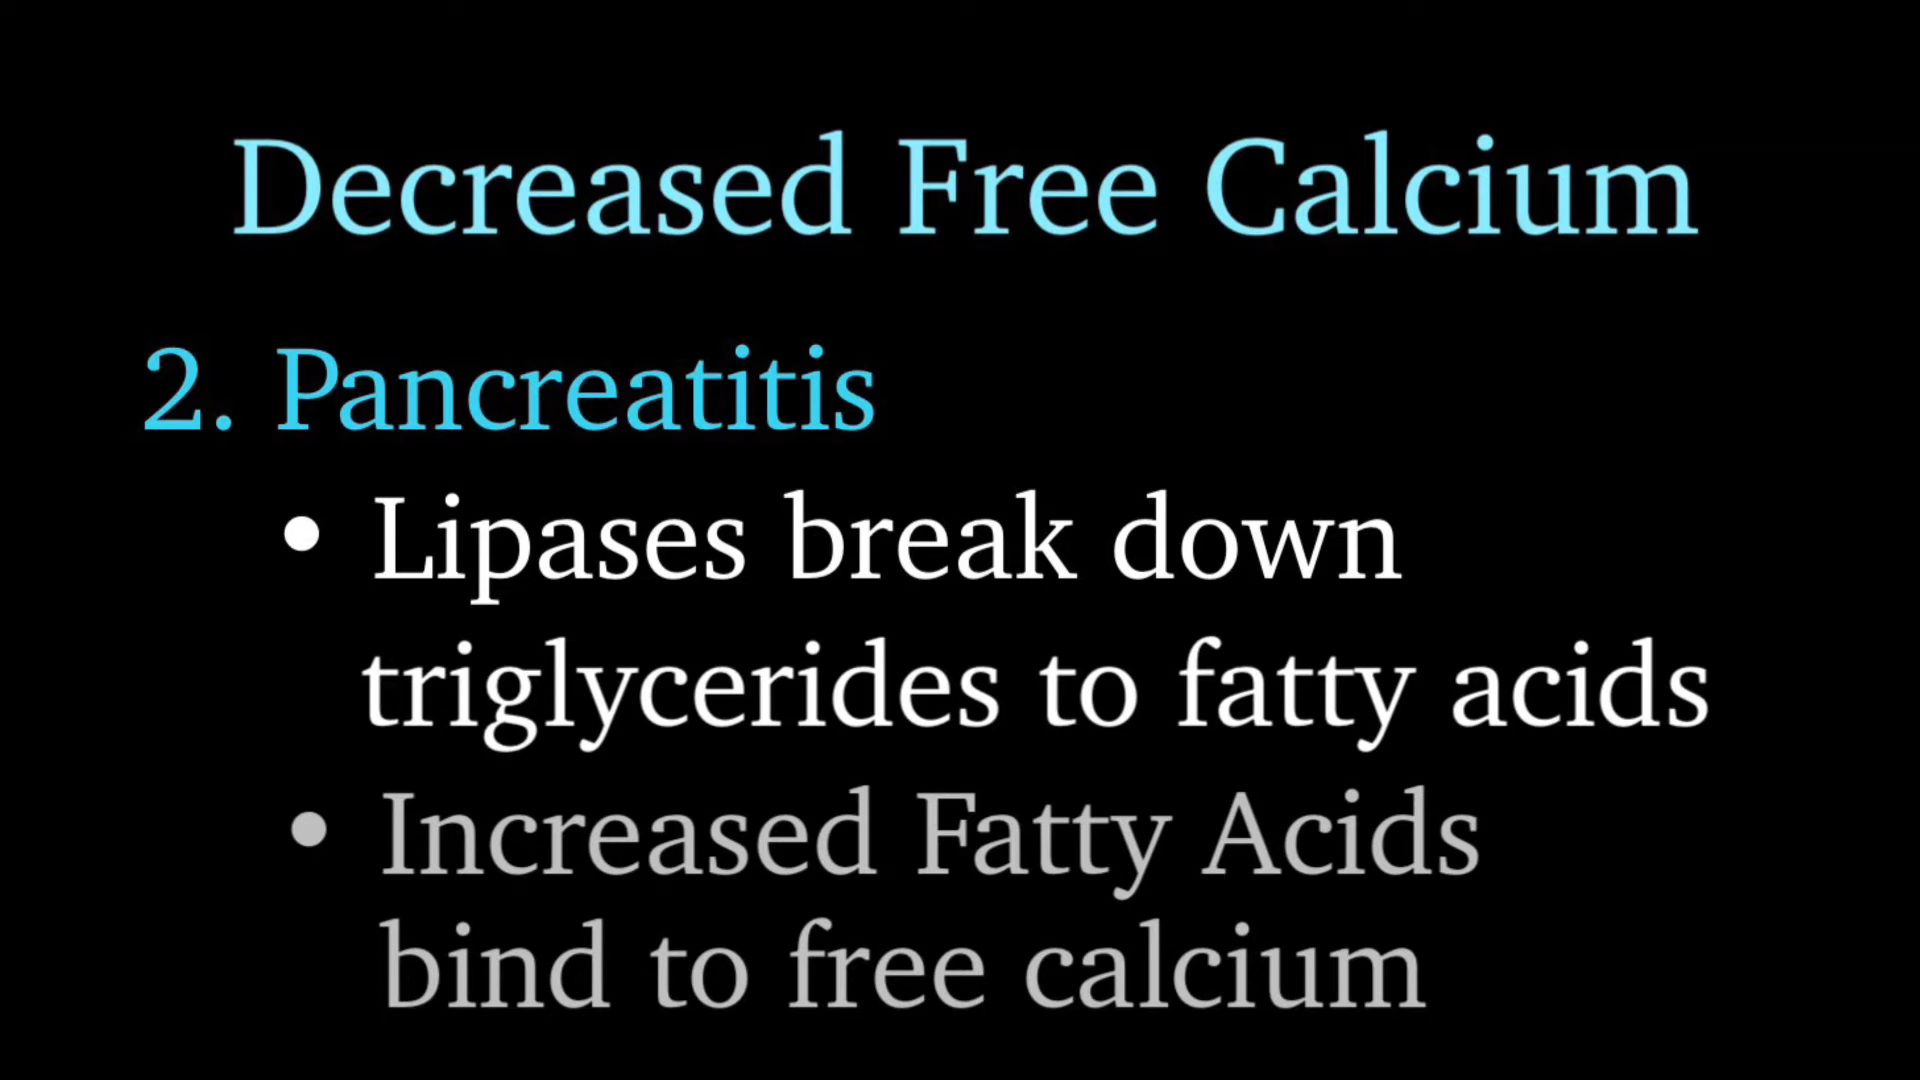 Decreased Free Calcium
2. Pancreatitis
• Lipases break down
triglycerides to fatty acids
• Increased Fatty Acids
bind to free calcium